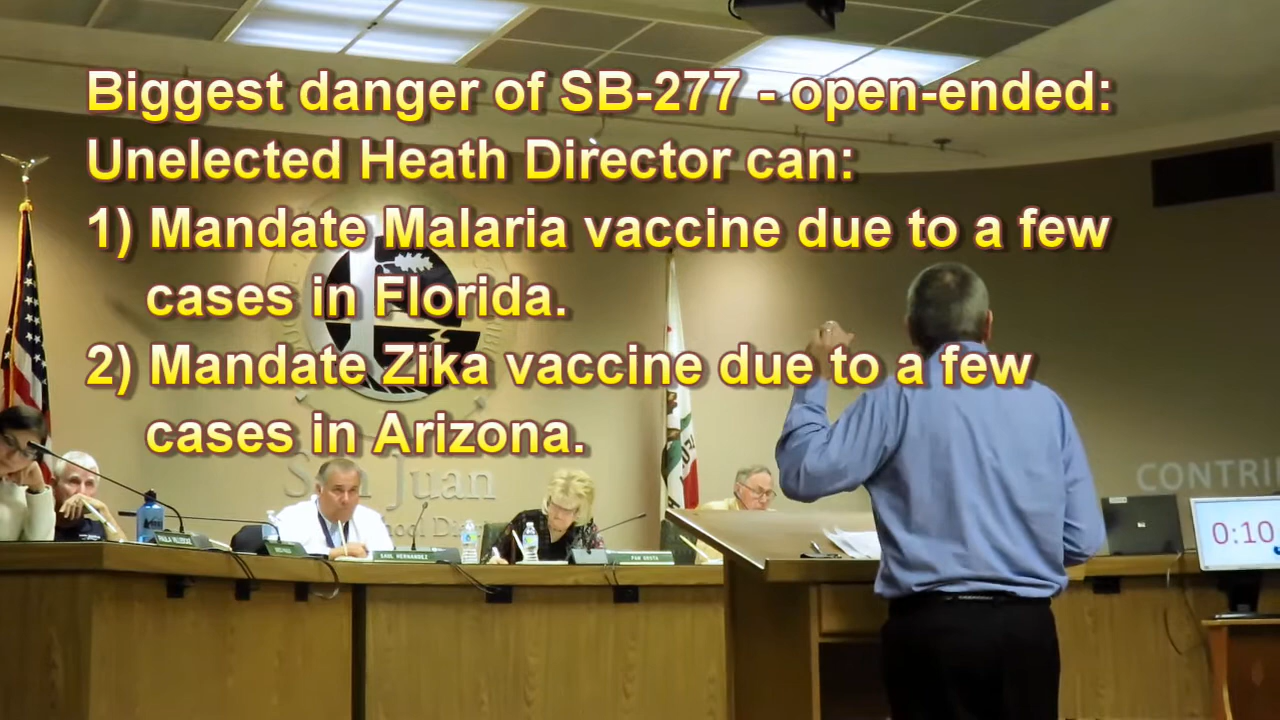 Biggest danger of SB-277 - open-ended:
Unelected Heath Director can:
1) Mandate Malaria vaccine due to a few
cases in Florida.
2) Mandate Zika vaccine due to a few
cases in Arizona.
San Juan
School
SAUL HERNANDEZ
PAM COSTA
CONTRI
0:10